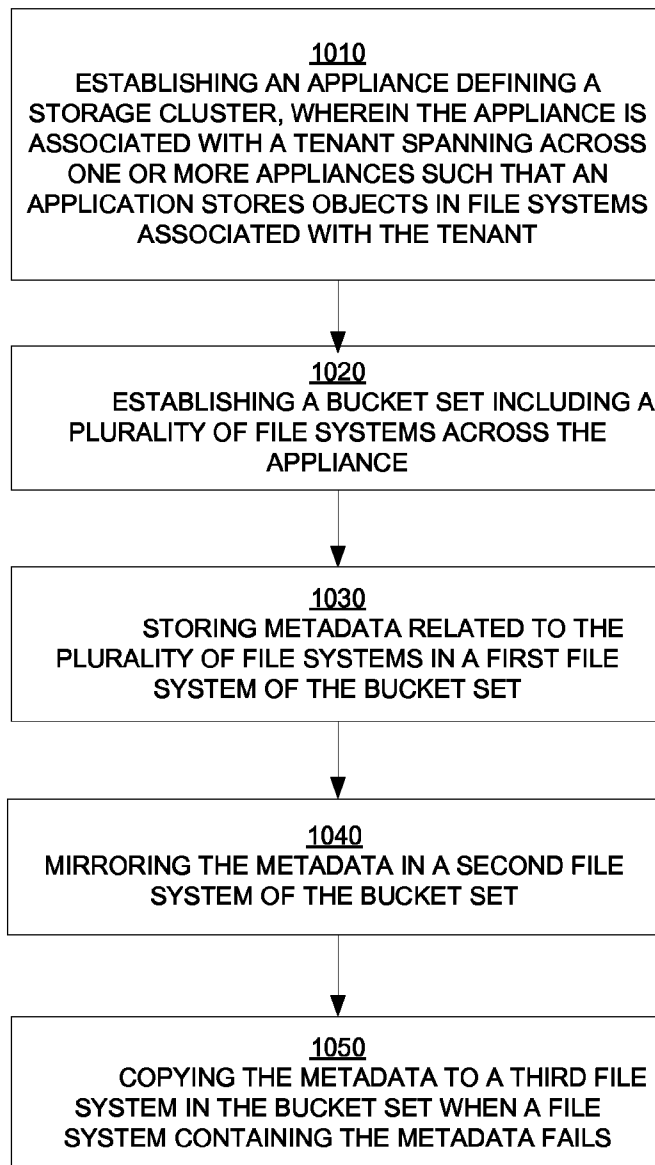 1010
ESTABLISHING AN APPLIANCE DEFINING A
STORAGE CLUSTER, WHEREIN THE APPLIANCE IS
ASSOCIATED WITH A TENANT SPANNING ACROSS
ONE OR MORE APPLIANCES SUCH THAT AN
APPLICATION STORES OBJECTS IN FILE SYSTEMS
ASSOCIATED WITH THE TENANT
1020
ESTABLISHING A BUCKET SET INCLUDING A
PLURALITY OF FILE SYSTEMS ACROSS THE
APPLIANCE
1030
STORING METADATA RELATED TO THE
PLURALITY OF FILE SYSTEMS IN A FIRST FILE
SYSTEM OF THE BUCKET SET
1040
MIRRORING THE METADATA IN A SECOND FILE
SYSTEM OF THE BUCKET SET
1050
COPYING THE METADATA TO A THIRD FILE
SYSTEM IN THE BUCKET SET WHEN A FILE
SYSTEM CONTAINING THE METADATA FAILS